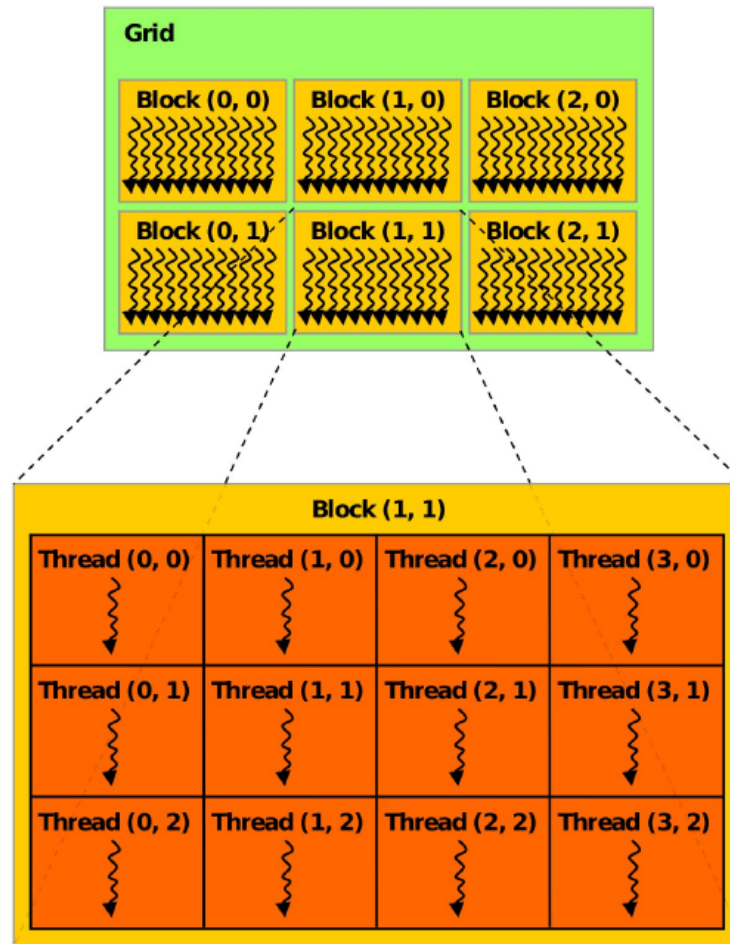 Grid
Block (0, 0) Block (1, 0) Block (2, 0)
Block (0, 1) Block (1, 1) Block (2, 1)
Block (1, 1)
Thread (0, 0) Thread (1, 0) Thread (2, 0) Thread (3, 0)
Thread (0, 1) Thread (1, 1) Thread (2, 1) Thread (3, 1)
Thread (0, 2) Thread (1, 2) Thread (2, 2) Thread (3, 2)